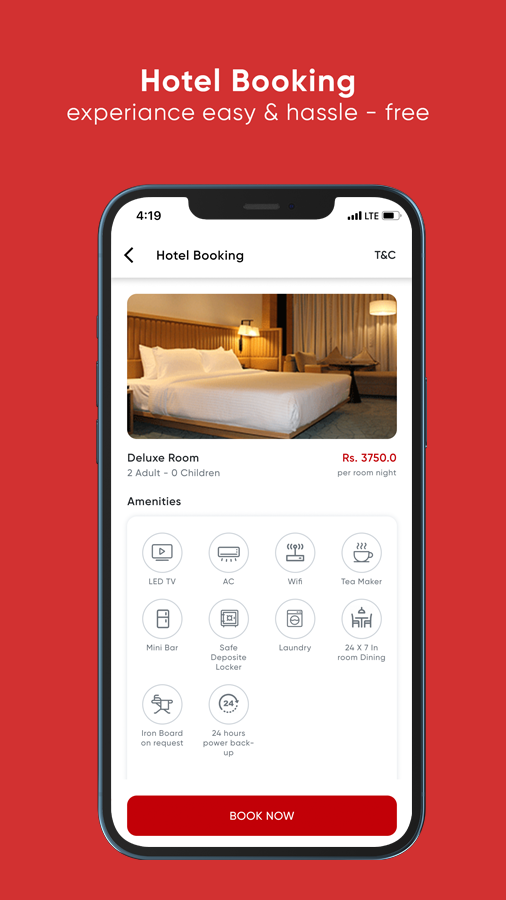 Hotel Booking
experiance easy & hassle - free
4:19 LTE
Hotel Booking T&C
Deluxe Room Rs. 3750.0
2 Adult - 0 Children per room night
Amenities
LED TV AC Wifi Tea Maker
Mini Bar Safe Laundry 24 X 7 In
Deposite room Dining
Locker
24
Iron Board 24 hours
on request power back-
up
BOOK NOW